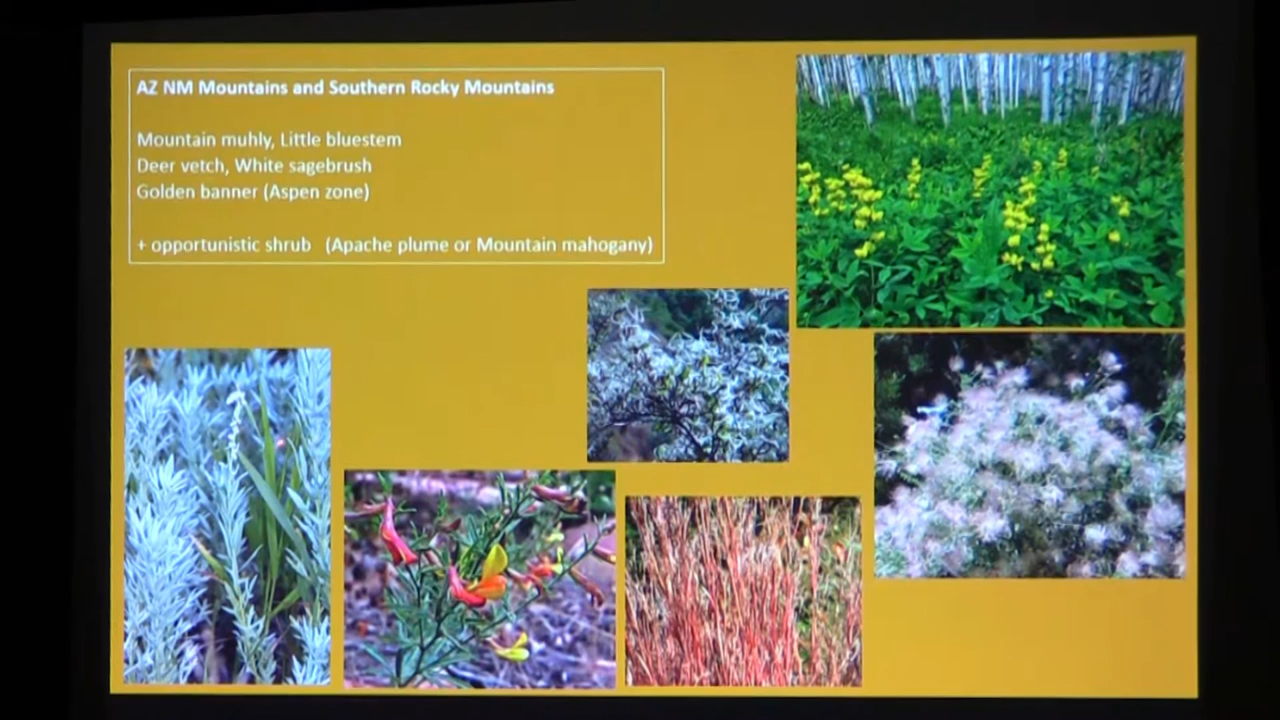 AZ NM Mountains and Southern Rocky Mountains
Mountain muhly, Little bluestem
Deer vetch, White sagebrush
Golden banner (Aspen zone)
+ opportunistic shrub (Apache plume or Mountain mahogany)